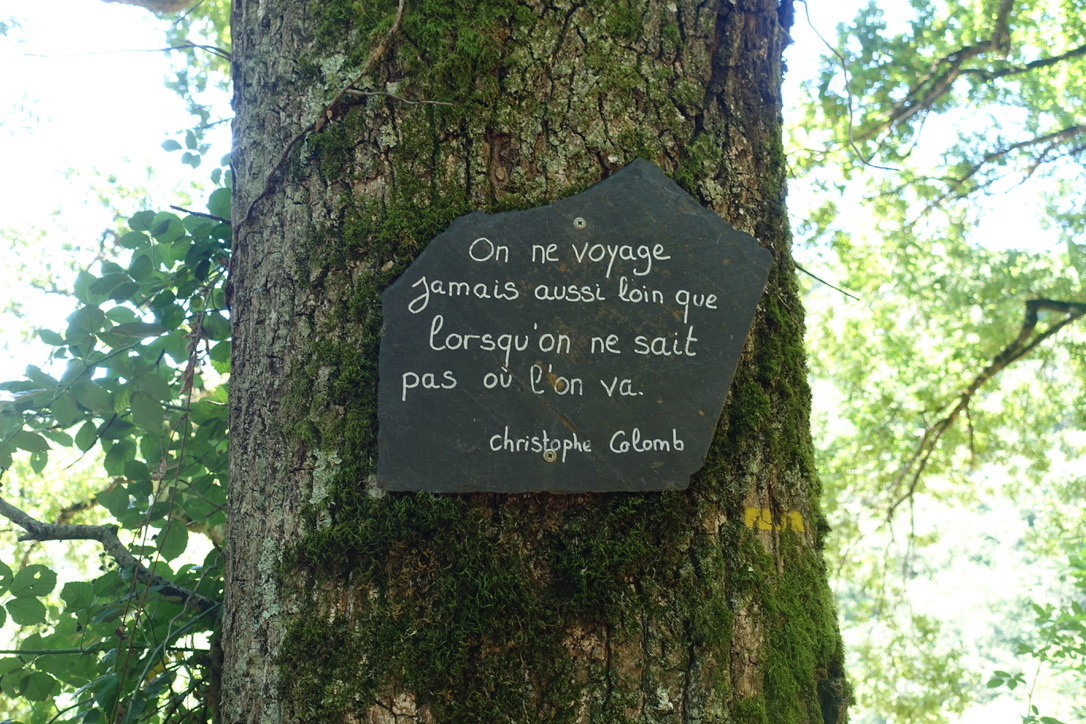 On ne voyage
jamais aussi loin que
lorsqu'on ne sait
pas où l'on va.
christophe Colomb